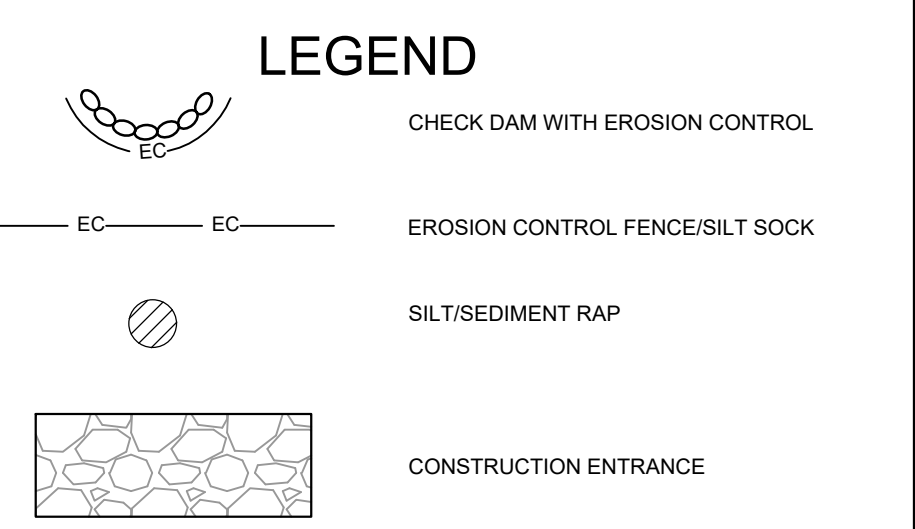 LEGEND
EC
CHECK DAM WITH EROSION CONTROL
EC EC
EROSION CONTROL FENCE/SILT SOCK
SILT/SEDIMENT RAP
CONSTRUCTION ENTRANCE